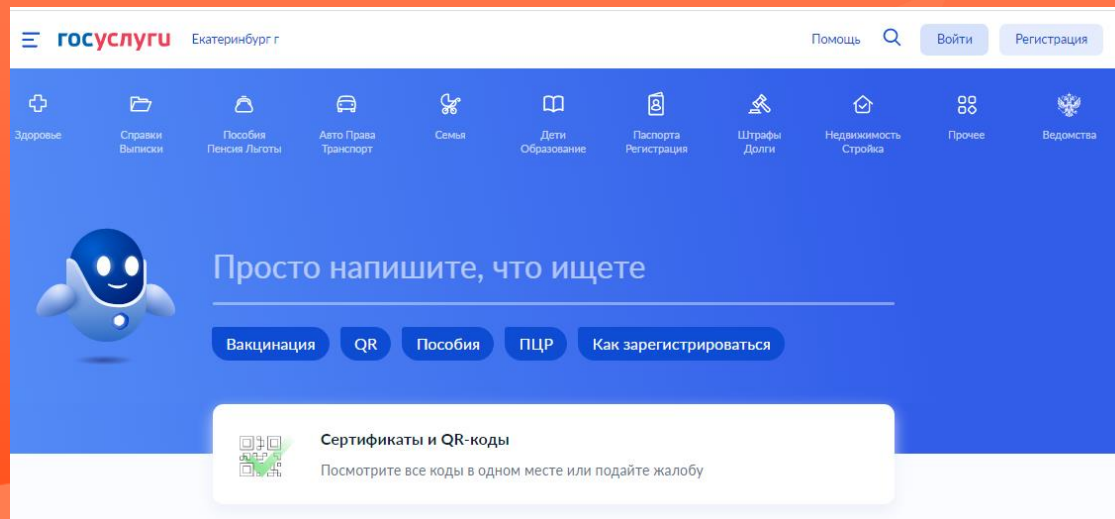 госуслуги Екатеринбург г Помощь Войти Регистрация
Здоровье
Справки
Выписки
Пособия
Пенсия Льготы
Авто Права
Транспорт
Семья
Дети
Образование
Паспорта
Регистрация
Штрафы
Долги
Недвижимость
Стройка
Прочее
Ведомства
Просто напишите, что ищете
Вакцинация QR Пособия ПЦР Как зарегистрироваться
Сертификаты и QR-коды
Посмотрите все коды в одном месте или подайте жалобу